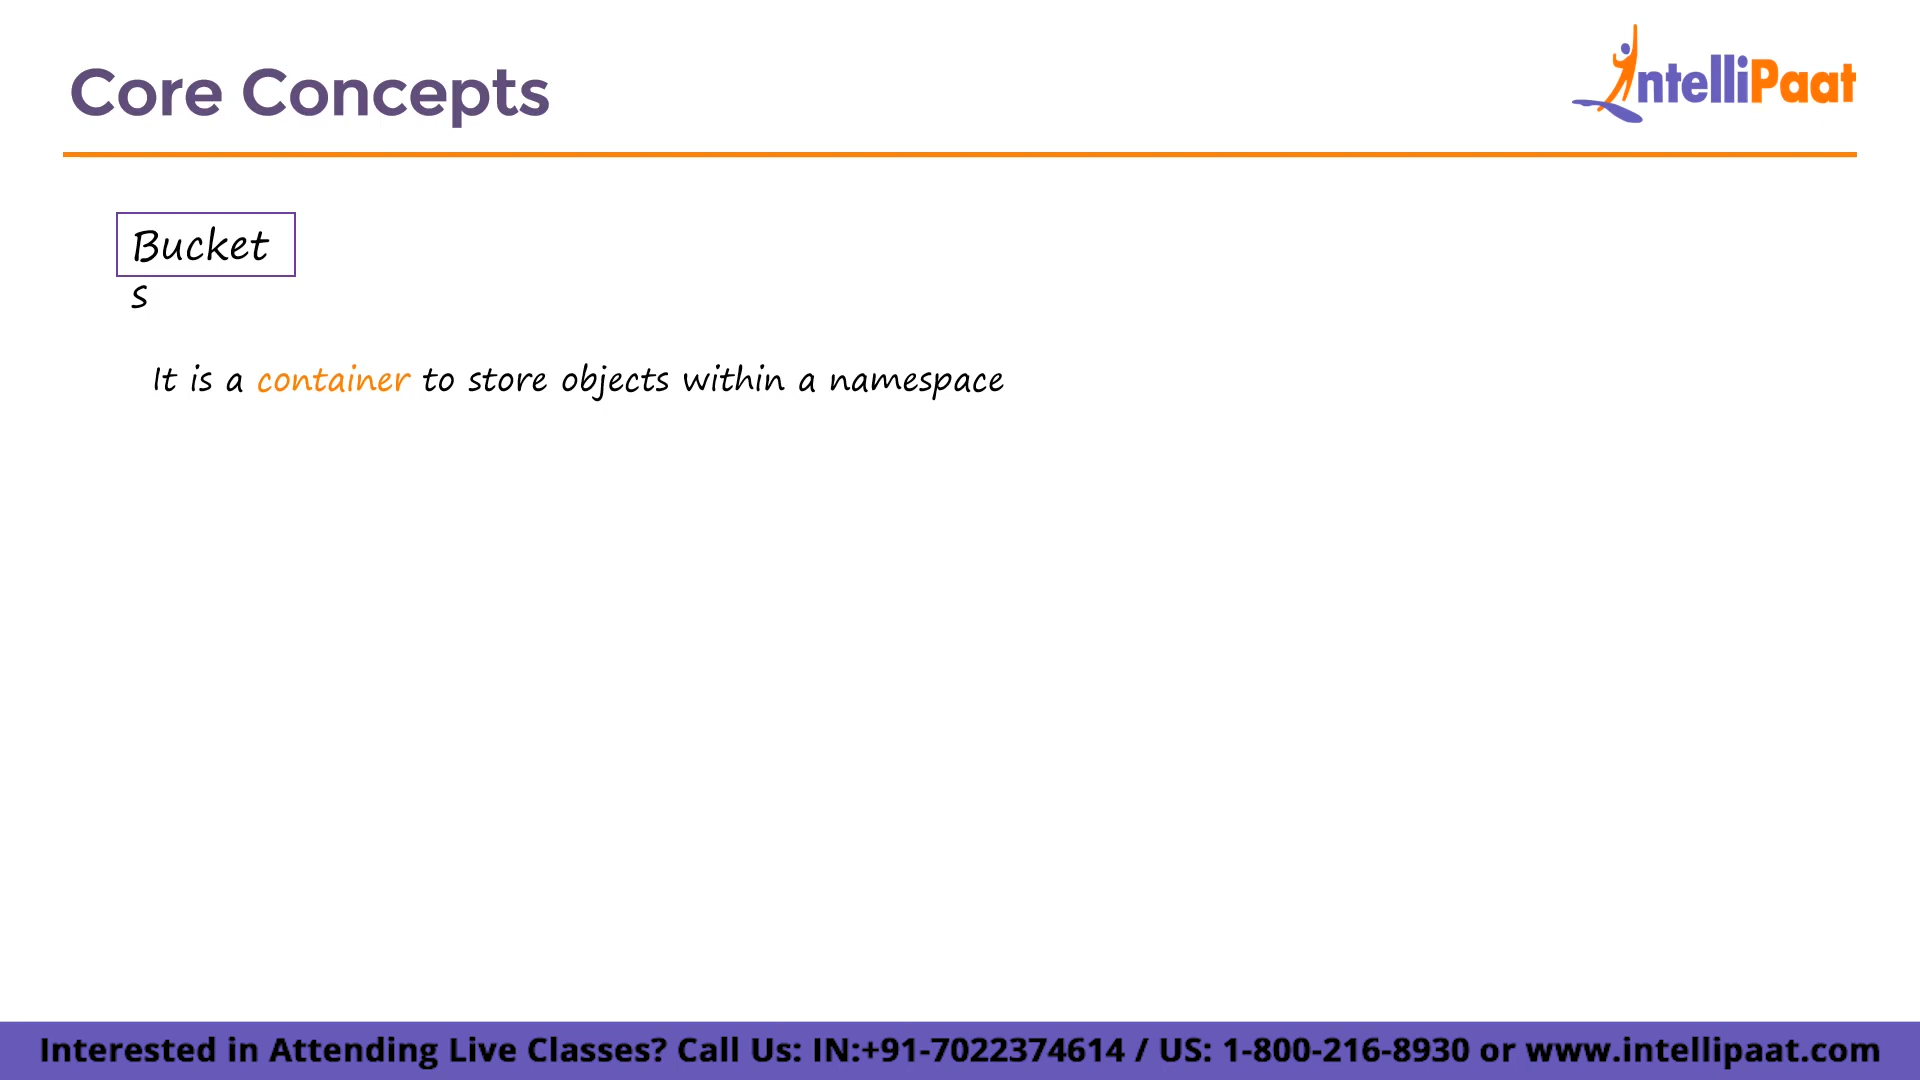 Core Concepts
IntelliPaat
Bucket
s
It is a container to store objects within a namespace
Interested in Attending Live Classes? Call Us: IN:+91-7022374614 / US: 1-800-216-8930 or www.intellipaat.com